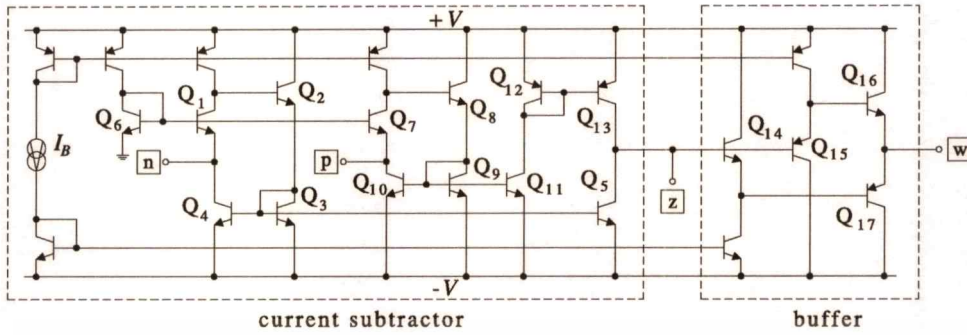 +V
Q6
Q1
Q2
Q7
Q8
Q12
Q13
Q14
Q15
Q16
IB
n
p
Q10
Q9
Q11
Q5
w
Q4
Q3
z
Q17
-V
current subtractor
buffer